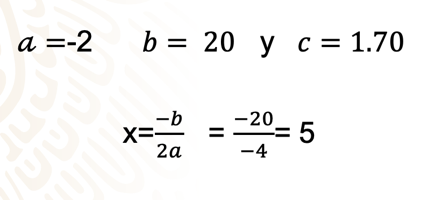 a =-2 b = 20 y c = 1.70
x=−b/2a = −20/−4= 5